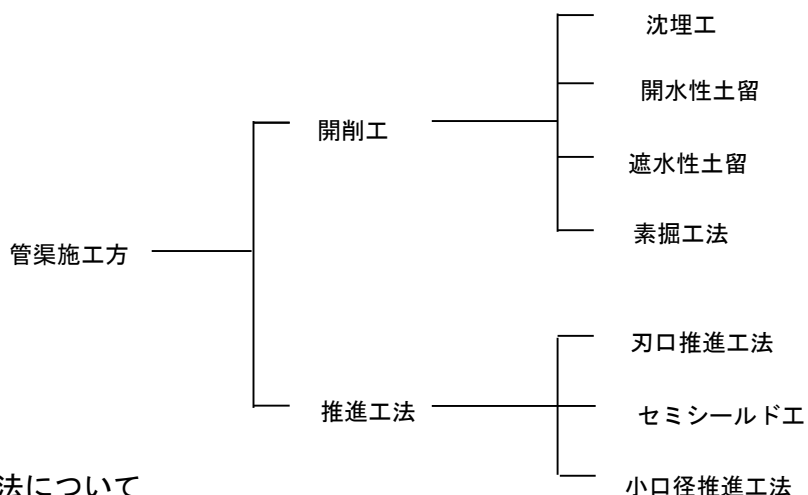 沈埋工
開水性土留
開削工
遮水性土留
素掘工法
管渠施工方
刃口推進工法
推進工法
セミシールド工
小口径推進工法
法について